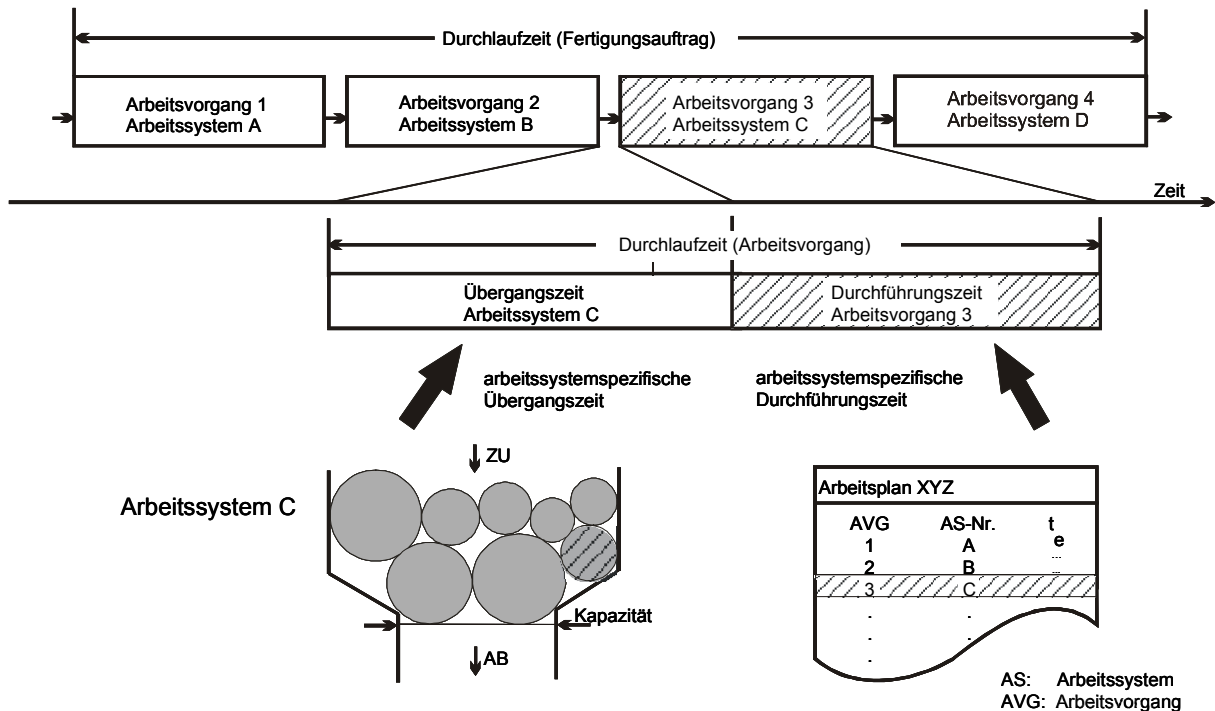 Durchlaufzeit (Fertigungsauftrag)
Arbeitsvorgang 1
Arbeitssystem A
Arbeitsvorgang 2
Arbeitssystem B
Arbeitsvorgang 3
Arbeitssystem C
Arbeitsvorgang 4
Arbeitssystem D
Zeit
Durchlaufzeit (Arbeitsvorgang)
Übergangszeit
Arbeitssystem C
Durchführungszeit
Arbeitsvorgang 3
arbeitssystemspezifische
Übergangszeit
arbeitssystemspezifische
Durchführungszeit
Arbeitssystem C
ZU
Kapazität
AB
Arbeitsplan XYZ
AVG AS-Nr. te
1 A ...
2 B ...
3 C
. .
. .
. .
AS: Arbeitssystem
AVG: Arbeitsvorgang